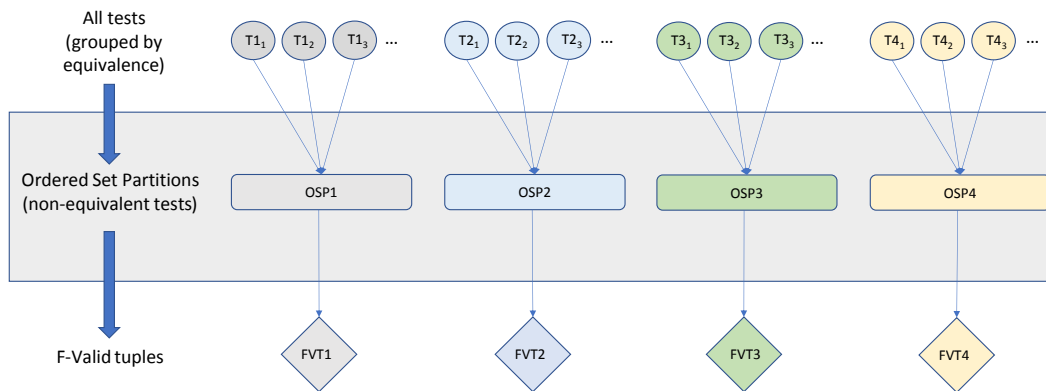 All tests
(grouped by
equivalence)
T1₁ T1₂ T1₃ ... T2₁ T2₂ T2₃ ... T3₁ T3₂ T3₃ ... T4₁ T4₂ T4₃ ...
Ordered Set Partitions
(non-equivalent tests)
OSP1 OSP2 OSP3 OSP4
F-Valid tuples
FVT1 FVT2 FVT3 FVT4